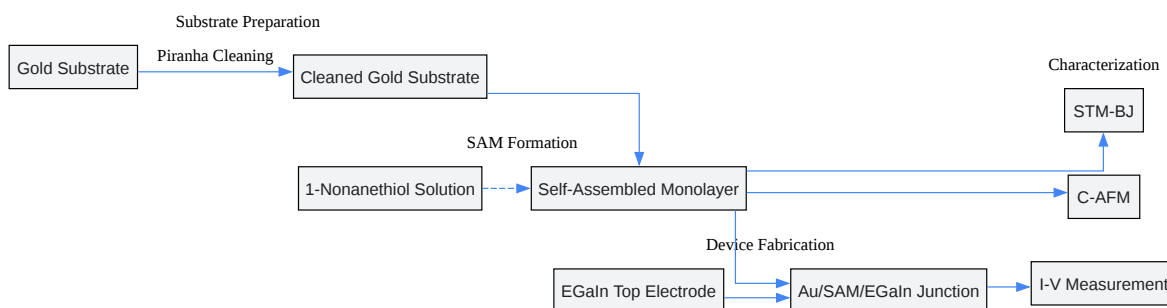 Substrate Preparation
Gold Substrate
Piranha Cleaning
Cleaned Gold Substrate
Characterization
STM-BJ
SAM Formation
1-Nonanethiol Solution
Self-Assembled Monolayer
C-AFM
Device Fabrication
EGaIn Top Electrode
Au/SAM/EGaIn Junction
I-V Measurement